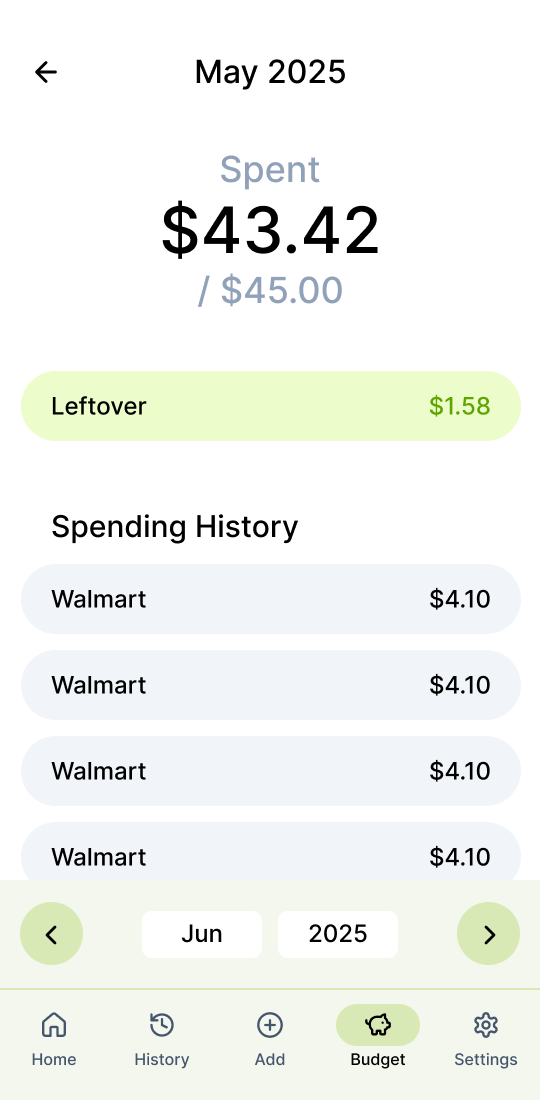 May 2025
Spent
$43.42
/ $45.00
Leftover $1.58
Spending History
Walmart $4.10
Walmart $4.10
Walmart $4.10
Walmart $4.10
Jun 2025
Home History Add Budget Settings